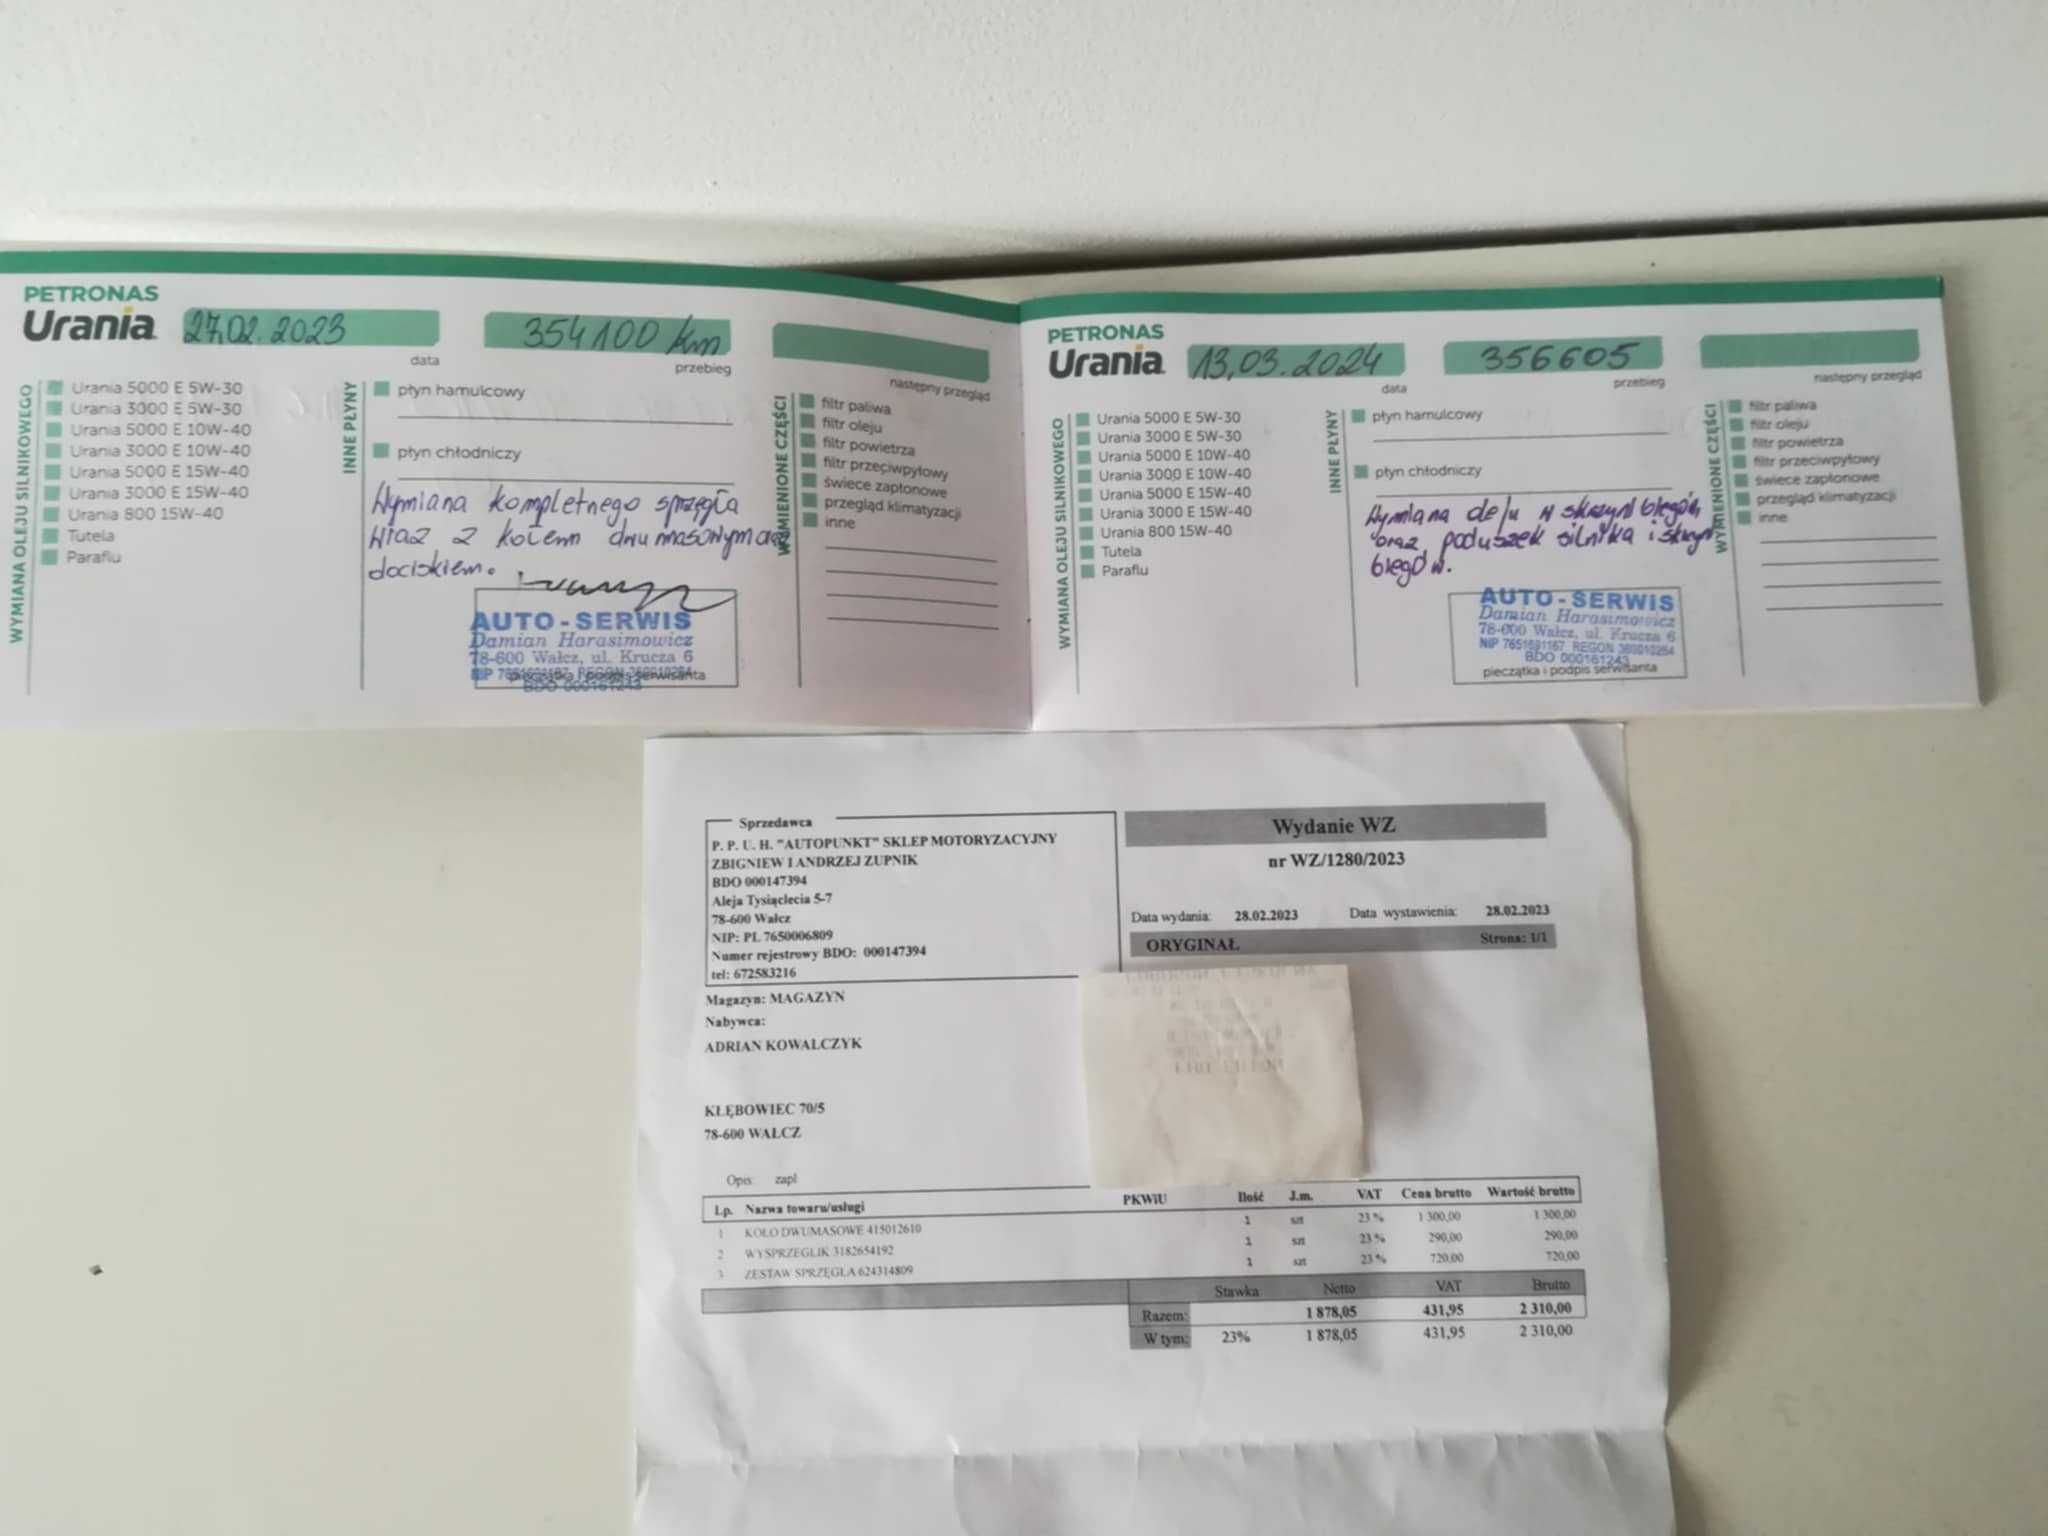 PETRONAS
Urania
27.02.2023
data
354100 km
przebieg
następny przegląd
WYMIANA OLEJU SILNIKOWEGO
Urania 5000 E 5W-30
Urania 3000 E 5W-30
Urania 5000 E 10W-40
Urania 3000 E 10W-40
Urania 5000 E 15W-40
Urania 3000 E 15W-40
Urania 800 15W-40
Tutela
Paraflu
INNE PŁYNY
płyn hamulcowy
płyn chłodniczy
Wymiana kompletnego sprzęgła
wraz z kołem dwumasowym oraz
dociskiem.
AUTO-SERWIS
Damian Harasimowicz
78-600 Wałcz, ul. Krucza 6
NIP 7651691167 REGON 360010264
BDO 000161243
pieczątka i podpis serwisanta
WYMIENIONE CZĘŚCI
filtr paliwa
filtr oleju
filtr powietrza
filtr przeciwpyłowy
świece zapłonowe
przegląd klimatyzacji
inne
PETRONAS
Urania
13.03.2024
data
356605
przebieg
następny przegląd
WYMIANA OLEJU SILNIKOWEGO
Urania 5000 E 5W-30
Urania 3000 E 5W-30
Urania 5000 E 10W-40
Urania 3000 E 10W-40
Urania 5000 E 15W-40
Urania 3000 E 15W-40
Urania 800 15W-40
Tutela
Paraflu
INNE PŁYNY
płyn hamulcowy
płyn chłodniczy
Wymiana oleju w skrzyni biegów
oraz poduszek silnika i skrzyni
biegów.
AUTO-SERWIS
Damian Harasimowicz
78-600 Wałcz, ul. Krucza 6
NIP 7651691167 REGON 360010264
BDO 000161243
pieczątka i podpis serwisanta
WYMIENIONE CZĘŚCI
filtr paliwa
filtr oleju
filtr powietrza
filtr przeciwpyłowy
świece zapłonowe
przegląd klimatyzacji
inne
Sprzedawca
P. P. U. H. "AUTOPUNKT" SKLEP MOTORYZACYJNY
ZBIGNIEW I ANDRZEJ ZUPNIK
BDO 000147394
Aleja Tysiąclecia 5-7
78-600 Wałcz
NIP: PL 7650006809
Numer rejestrowy BDO: 000147394
tel: 672583216
Wydanie WZ
nr WZ/1280/2023
Data wydania: 28.02.2023 Data wystawienia: 28.02.2023
ORYGINAŁ Strona: 1/1
Magazyn: MAGAZYN
Nabywca:
ADRIAN KOWALCZYK
KŁĘBOWIEC 70/5
78-600 WAŁCZ
Opis: zapl
Lp. Nazwa towaru/usługi PKWiU Ilość J.m. VAT Cena brutto Wartość brutto
1 KOŁO DWUMASOWE 415012610 1 szt 23 % 1 300,00 1 300,00
2 WYSPRZĘGLIK 3182654192 1 szt 23 % 290,00 290,00
3 ZESTAW SPRZĘGŁA 624314809 1 szt 23 % 720,00 720,00
Stawka Netto VAT Brutto
Razem: 1 878,05 431,95 2 310,00
W tym: 23% 1 878,05 431,95 2 310,00